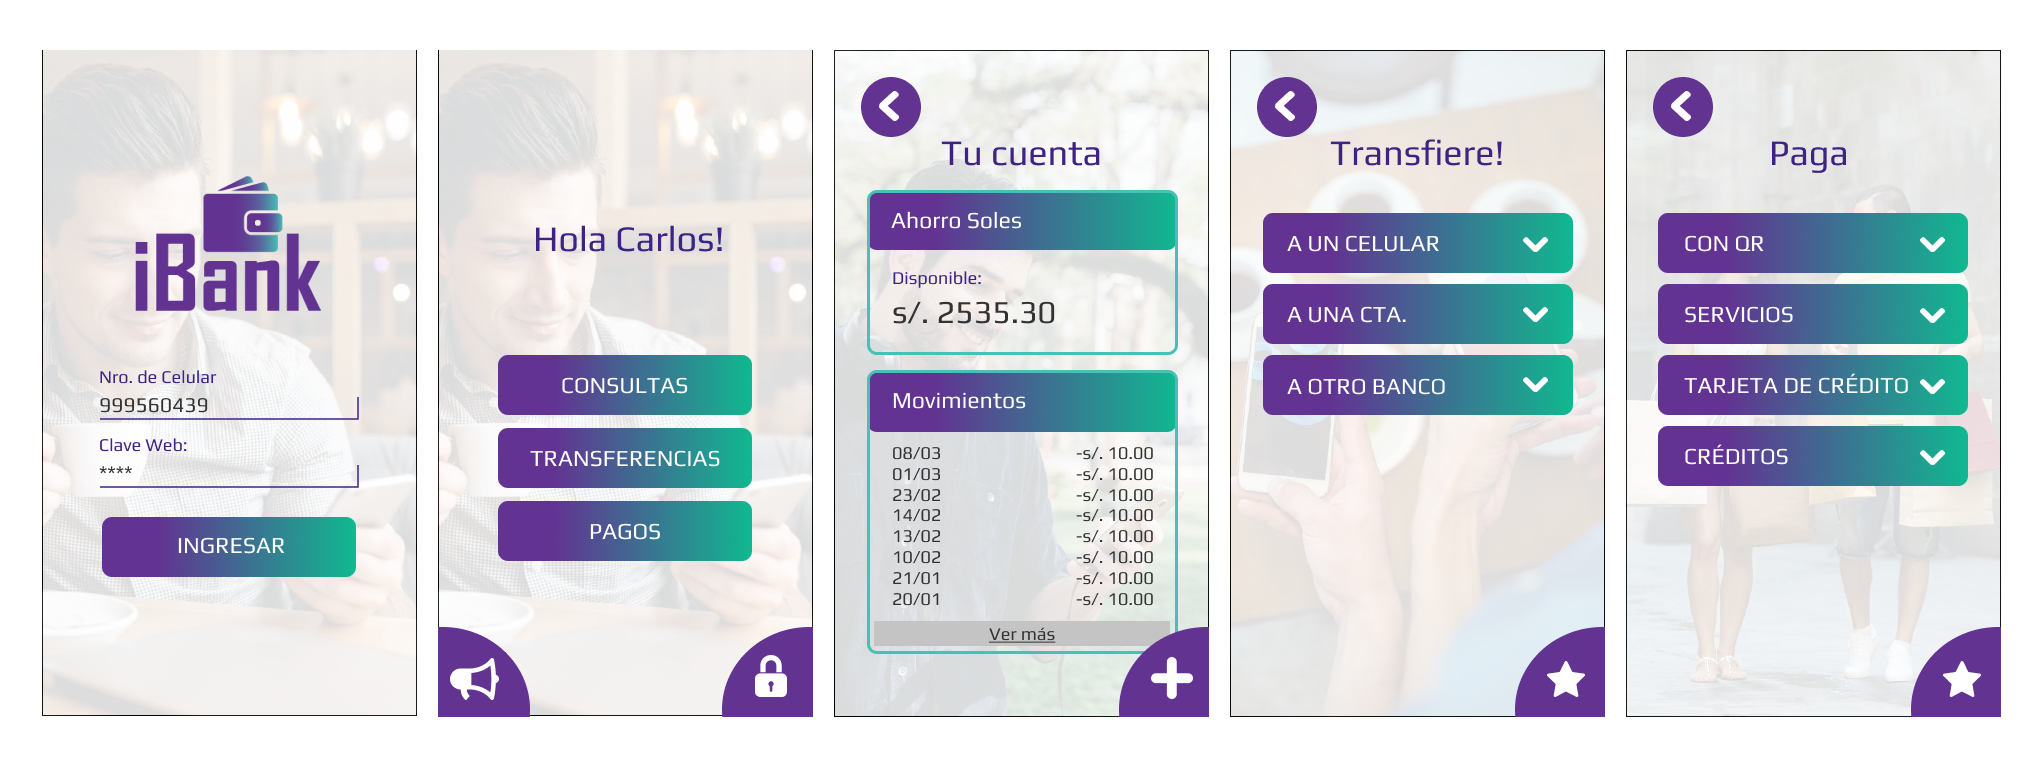 iBank
Nro. de Celular
999560439
Clave Web:
****
INGRESAR
Hola Carlos!
CONSULTAS
TRANSFERENCIAS
PAGOS
Tu cuenta
Ahorro Soles
Disponible:
s/. 2535.30
Movimientos
08/03 -s/. 10.00
01/03 -s/. 10.00
23/02 -s/. 10.00
14/02 -s/. 10.00
13/02 -s/. 10.00
10/02 -s/. 10.00
21/01 -s/. 10.00
20/01 -s/. 10.00
Ver más
Transfiere!
A UN CELULAR
A UNA CTA.
A OTRO BANCO
Paga
CON QR
SERVICIOS
TARJETA DE CRÉDITO
CRÉDITOS